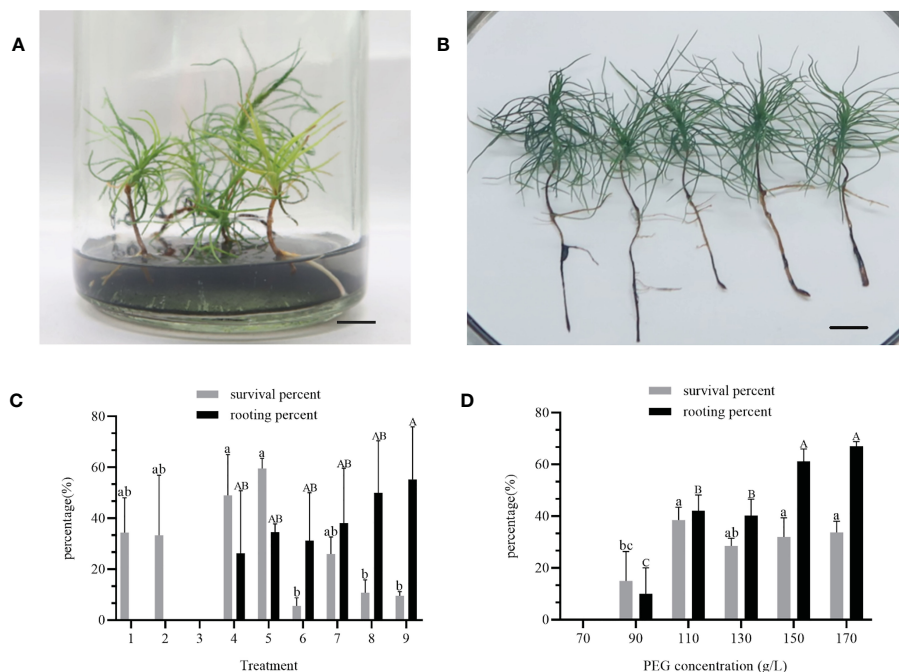 A
B
C
survival percent
rooting percent
80
60
40
20
0
percentage(%)
ab
ab
a
AB
a
AB
b
AB
ab
AB
b
AB
b
A
1 2 3 4 5 6 7 8 9
Treatment
D
survival percent
rooting percent
80
60
40
20
0
percentage(%)
bc
C
a
B
ab
B
a
A
a
A
70 90 110 130 150 170
PEG concentration (g/L)